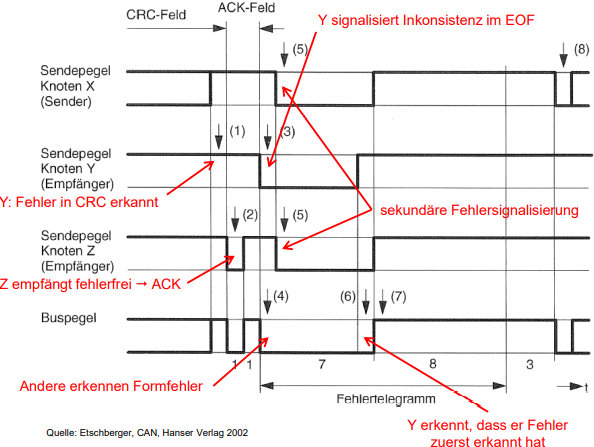 CRC-Feld
ACK-Feld
Y signalisiert Inkonsistenz im EOF
(5)
(8)
Sendepegel
Knoten X
(Sender)
(1)
(3)
Sendepegel
Knoten Y
(Empfänger)
Y: Fehler in CRC erkannt
sekundäre Fehlersignalisierung
(2)
(5)
Sendepegel
Knoten Z
(Empfänger)
Z empfängt fehlerfrei → ACK
(4)
(6)
(7)
Buspegel
1 1 7 8 3
Andere erkennen Formfehler
Fehlertelegramm
t
Y erkennt, dass er Fehler
zuerst erkannt hat
Quelle: Etschberger, CAN, Hanser Verlag 2002